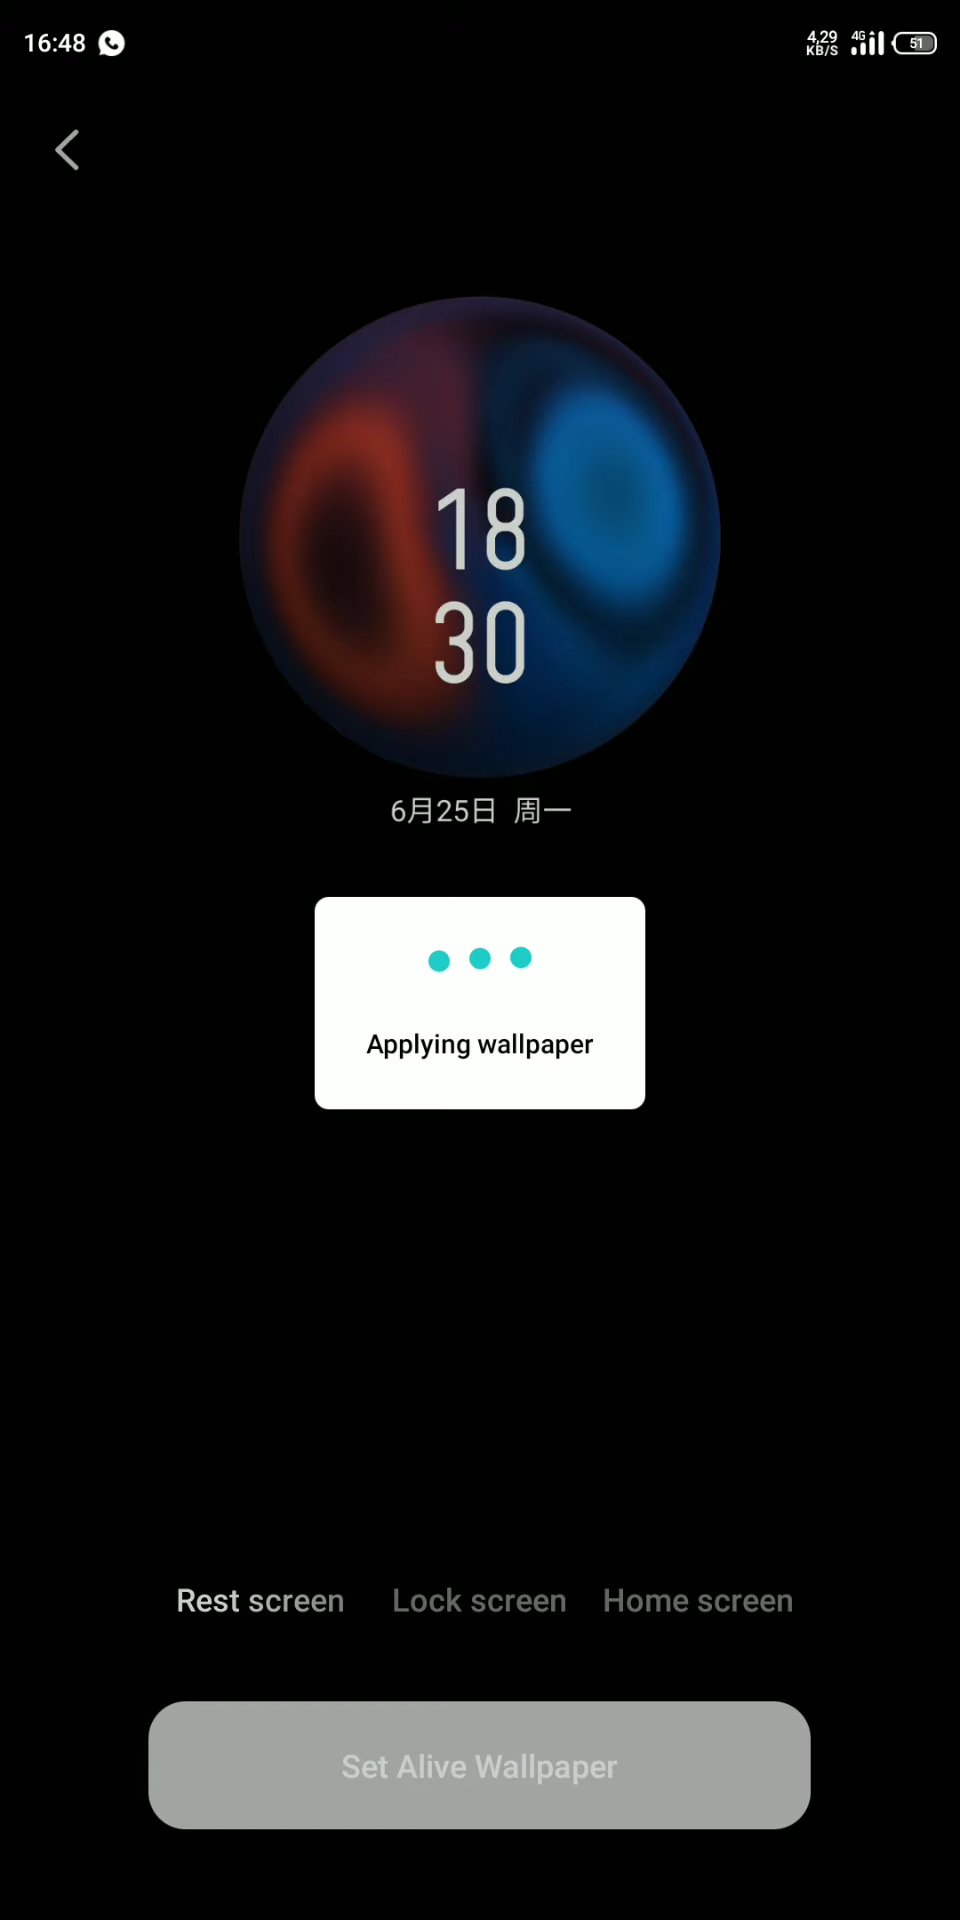 16:48 4,29 KB/S 4G 51
18
30
6月25日 周一
Applying wallpaper
Rest screen Lock screen Home screen
Set Alive Wallpaper